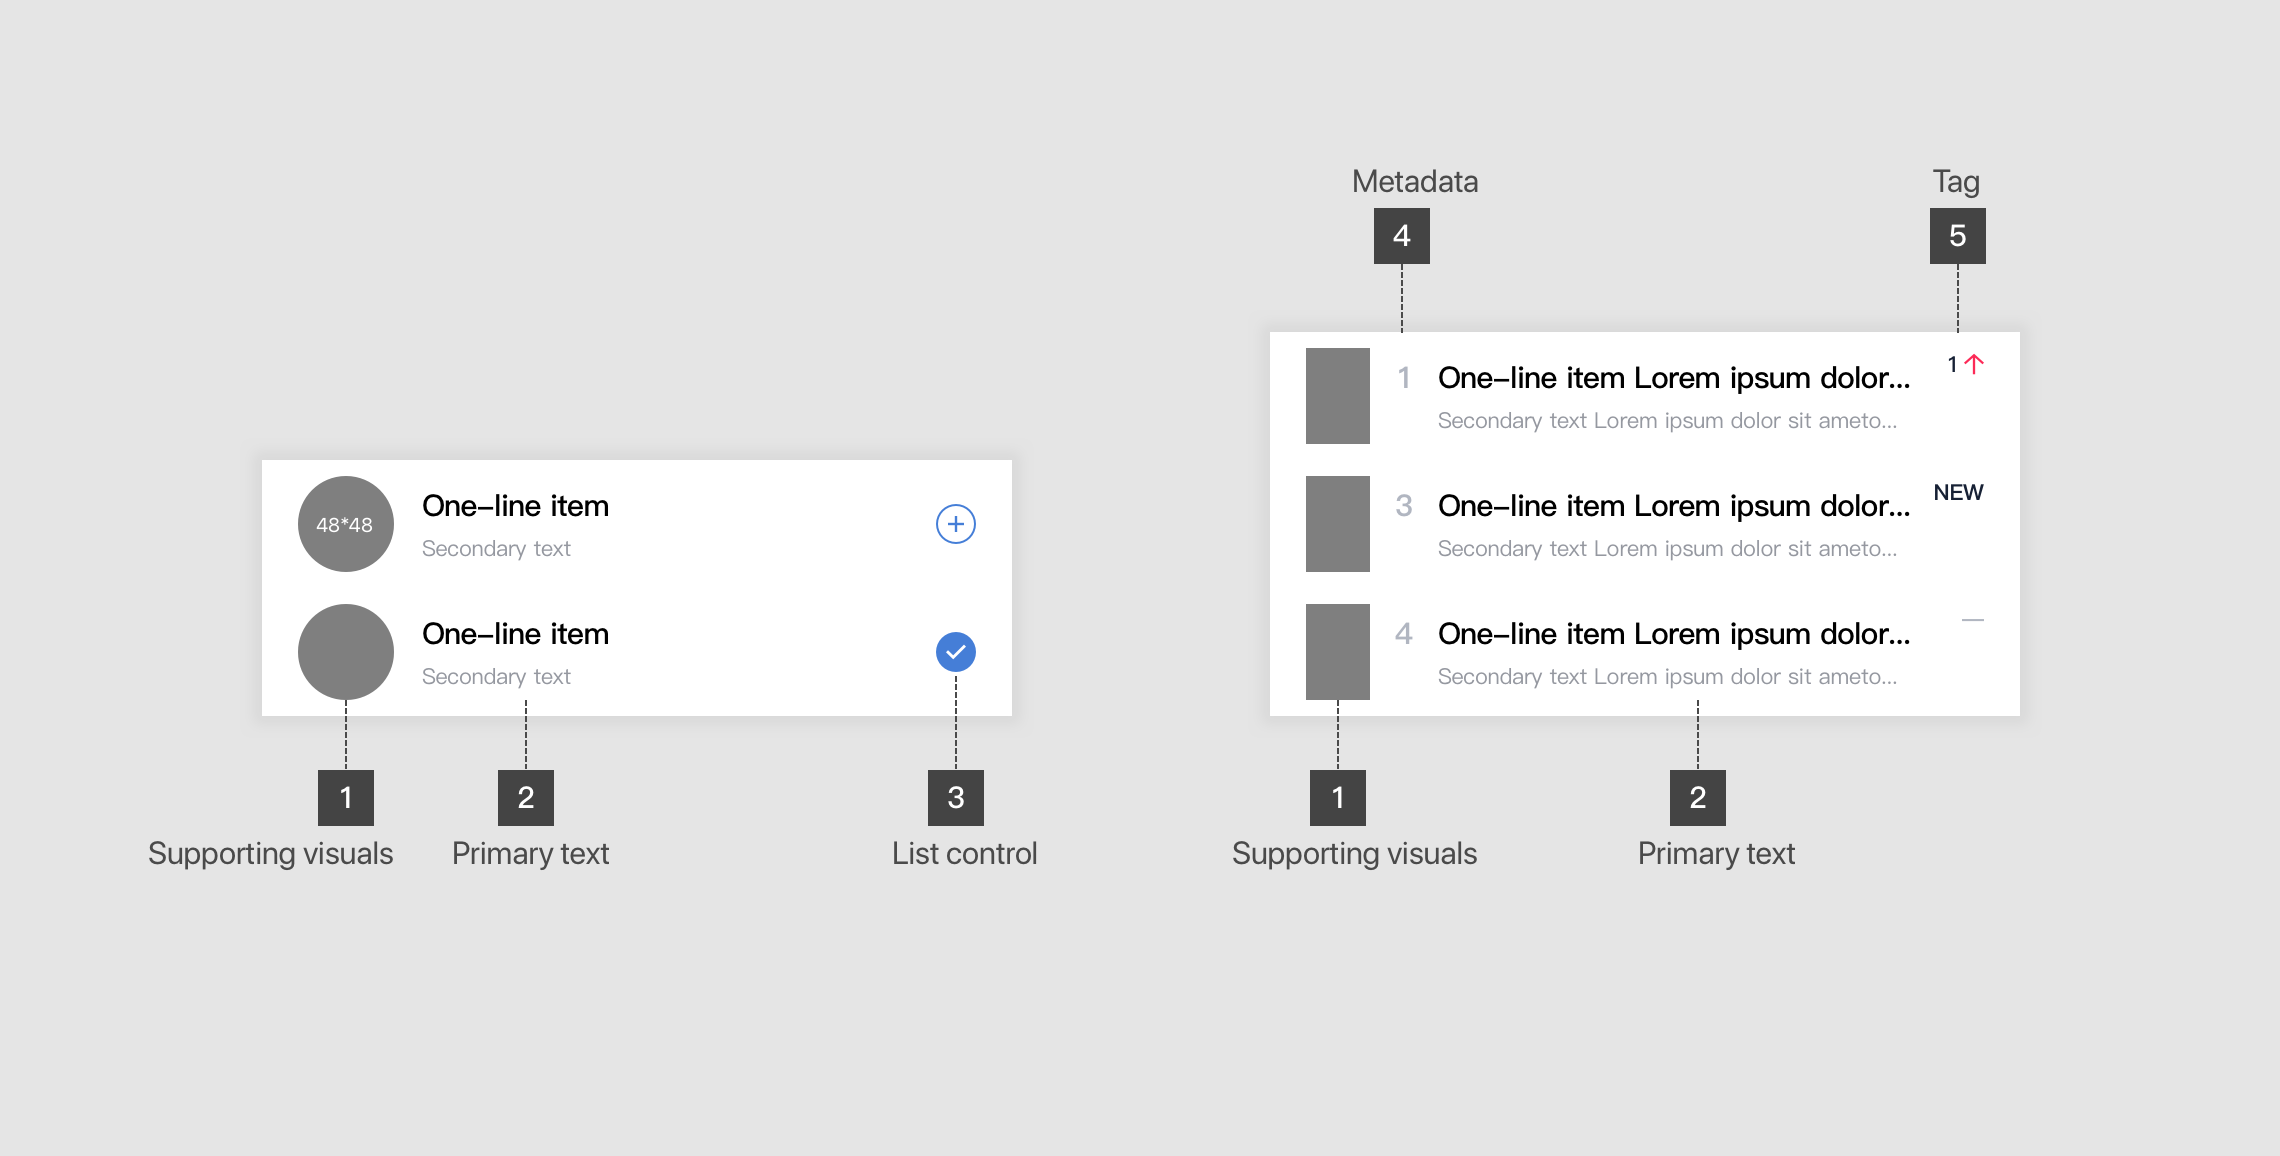 48*48
One–line item
Secondary text
One–line item
Secondary text
1
2
3
Supporting visuals
Primary text
List control
Metadata
Tag
4
5
1
One–line item Lorem ipsum dolor...
Secondary text Lorem ipsum dolor sit ameto...
1
3
One–line item Lorem ipsum dolor...
Secondary text Lorem ipsum dolor sit ameto...
NEW
4
One–line item Lorem ipsum dolor...
Secondary text Lorem ipsum dolor sit ameto...
1
2
Supporting visuals
Primary text